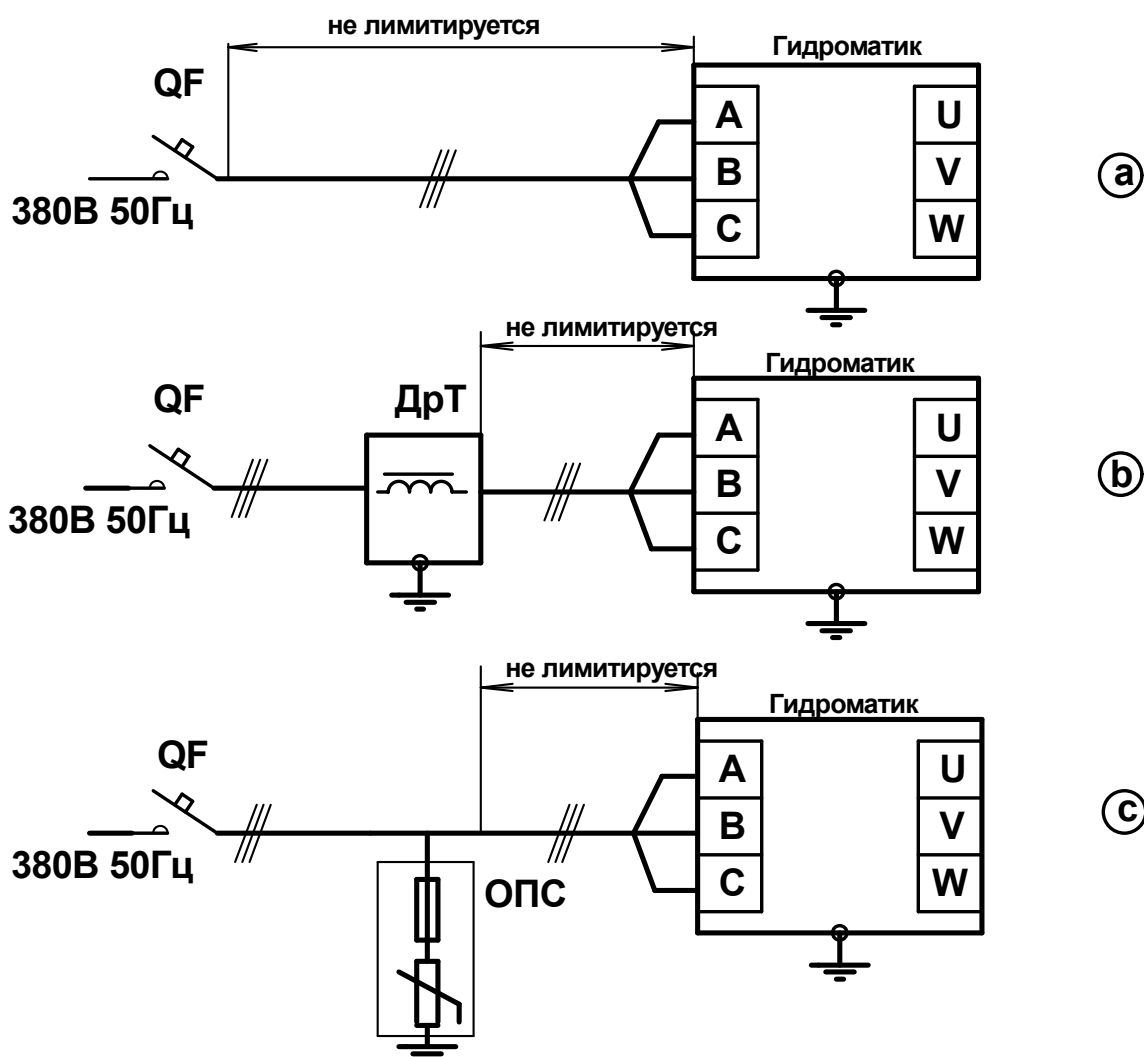 не лимитируется
Гидроматик
QF
A
U
B
V
C
W
380В 50Гц
a
не лимитируется
Гидроматик
QF
ДрТ
A
U
B
V
C
W
380В 50Гц
b
не лимитируется
Гидроматик
QF
A
U
B
V
C
W
380В 50Гц
ОПС
c